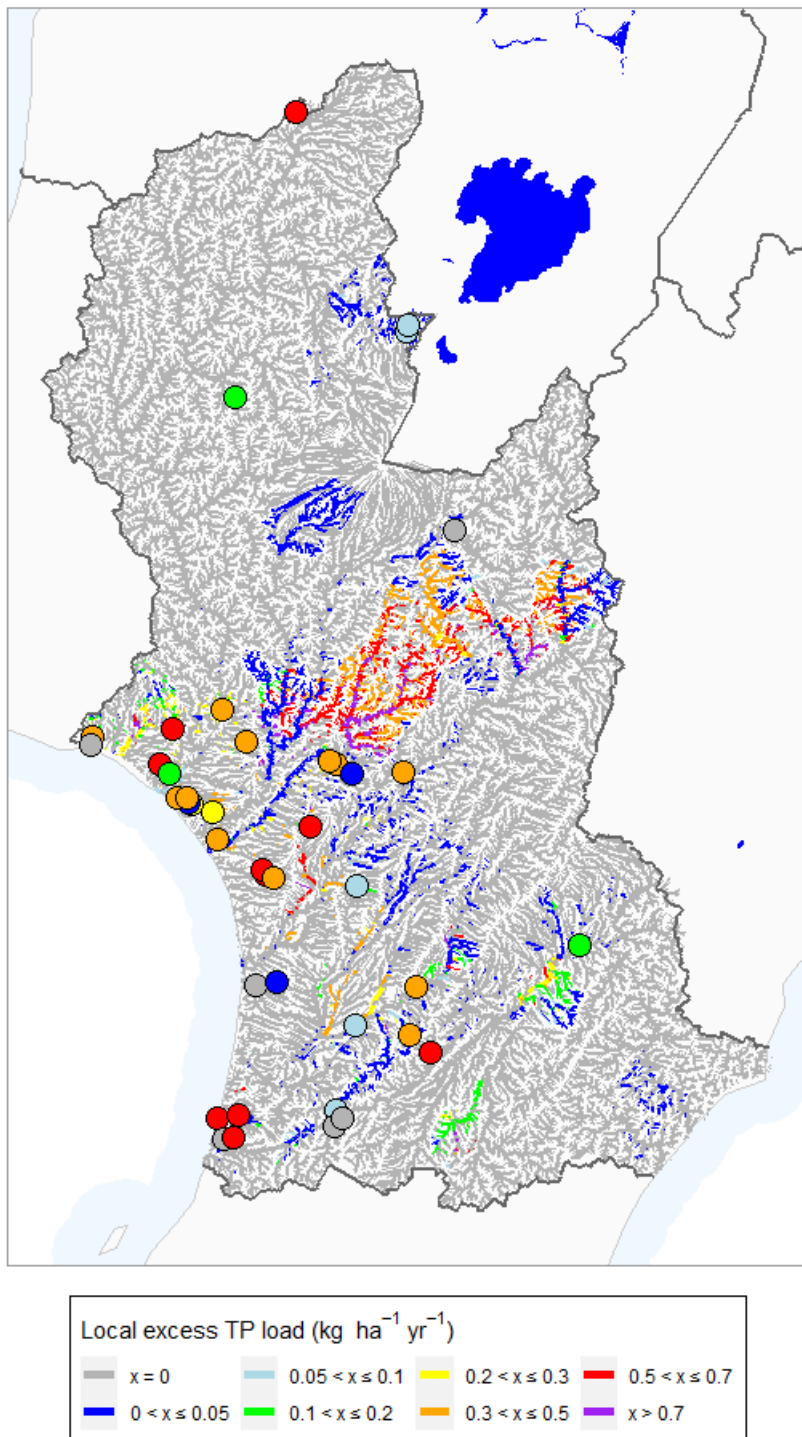 Local excess TP load (kg ha⁻¹ yr⁻¹)
x = 0 0.05 < x ≤ 0.1 0.2 < x ≤ 0.3 0.5 < x ≤ 0.7
0 < x ≤ 0.05 0.1 < x ≤ 0.2 0.3 < x ≤ 0.5 x > 0.7